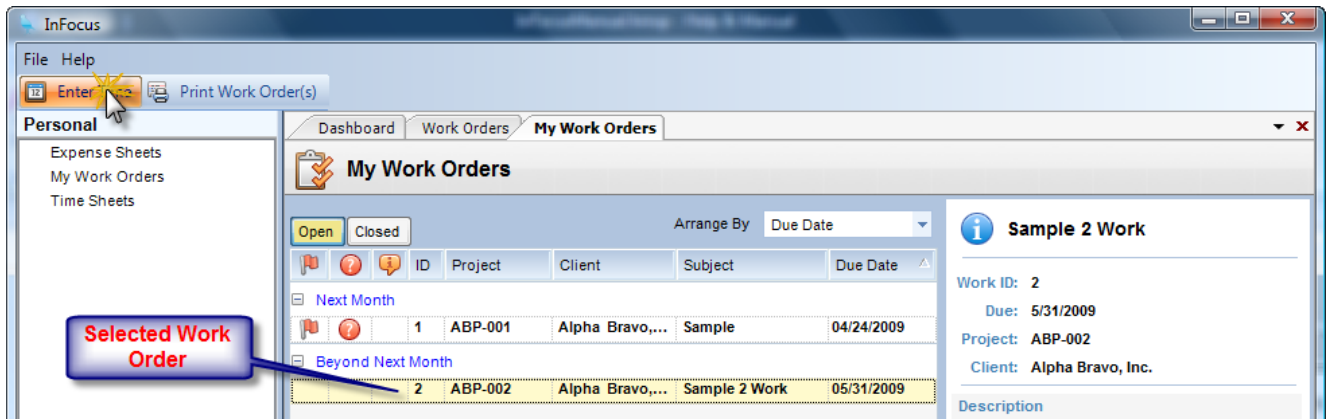 InFocus
File Help
Enter Print Work Order(s)
Personal
Expense Sheets
My Work Orders
Time Sheets
Dashboard Work Orders My Work Orders
My Work Orders
Open Closed Arrange By Due Date
ID Project Client Subject Due Date
Next Month
1 ABP-001 Alpha Bravo,... Sample 04/24/2009
Beyond Next Month
2 ABP-002 Alpha Bravo,... Sample 2 Work 05/31/2009
Selected Work
Order
Sample 2 Work
Work ID: 2
Due: 5/31/2009
Project: ABP-002
Client: Alpha Bravo, Inc.
Description